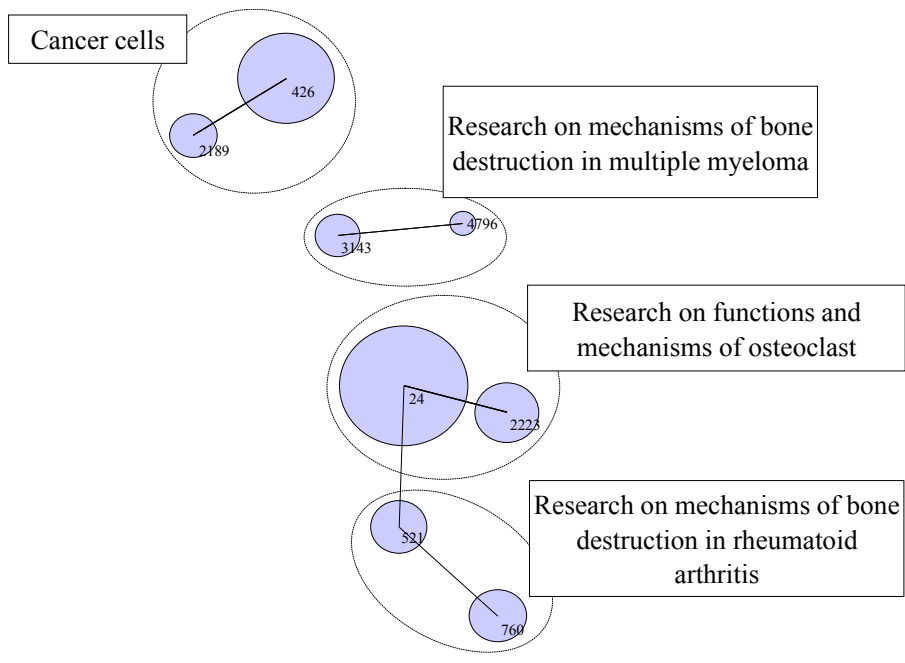 Cancer cells
426
2189
Research on mechanisms of bone
destruction in multiple myeloma
4796
3143
Research on functions and
mechanisms of osteoclast
24
2223
Research on mechanisms of bone
destruction in rheumatoid
arthritis
521
760